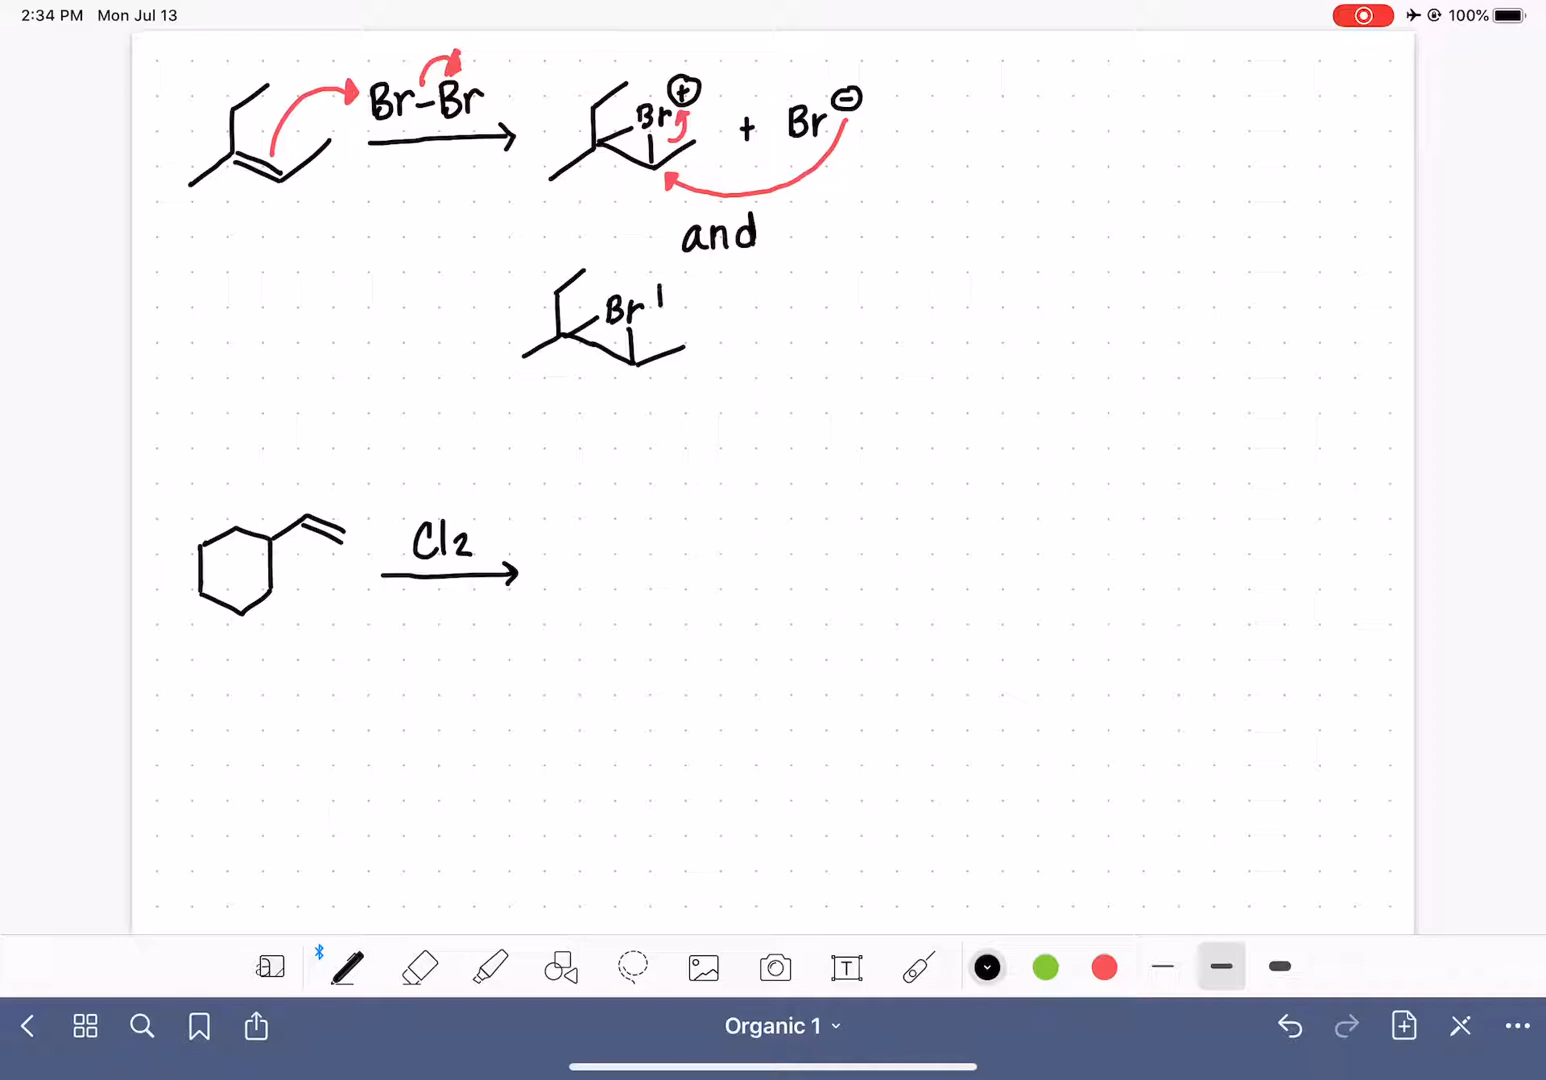 2:34 PM Mon Jul 13
100%
Br-Br
Br + + Br -
and
Br
Cl2
T
Organic 1